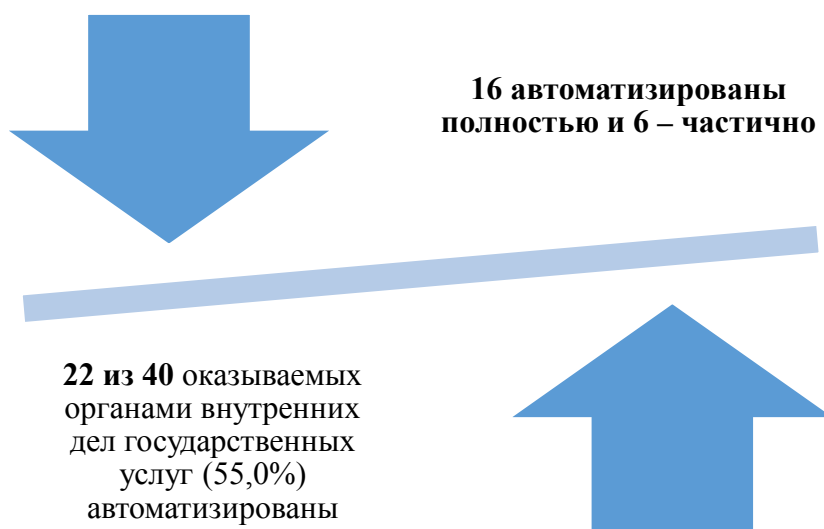 16 автоматизированы
полностью и 6 – частично
22 из 40 оказываемых
органами внутренних
дел государственных
услуг (55,0%)
автоматизированы